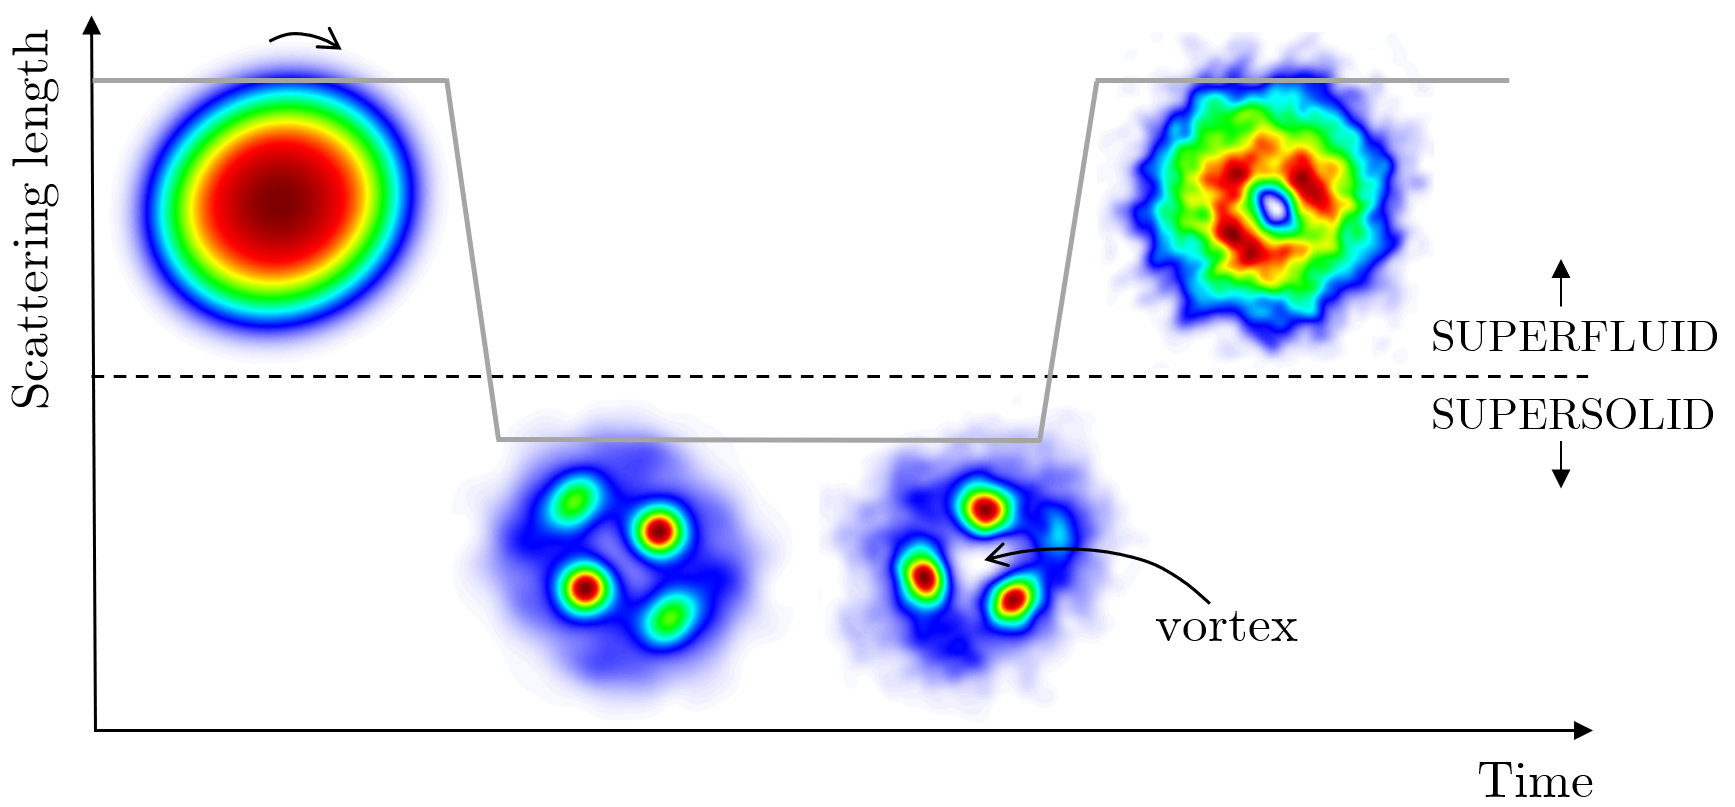 Scattering length
SUPERFLUID
SUPERSOLID
vortex
Time